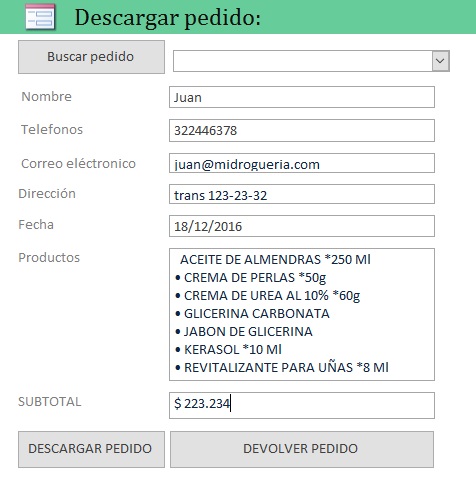 Descargar pedido:
Buscar pedido
Nombre
Juan
Telefonos
322446378
Correo eléctronico
juan@midrogueria.com
Dirección
trans 123-23-32
Fecha
18/12/2016
Productos
ACEITE DE ALMENDRAS *250 Ml
• CREMA DE PERLAS *50g
• CREMA DE UREA AL 10% *60g
• GLICERINA CARBONATA
• JABON DE GLICERINA
• KERASOL *10 Ml
• REVITALIZANTE PARA UÑAS *8 Ml
SUBTOTAL
$ 223.234
DESCARGAR PEDIDO
DEVOLVER PEDIDO